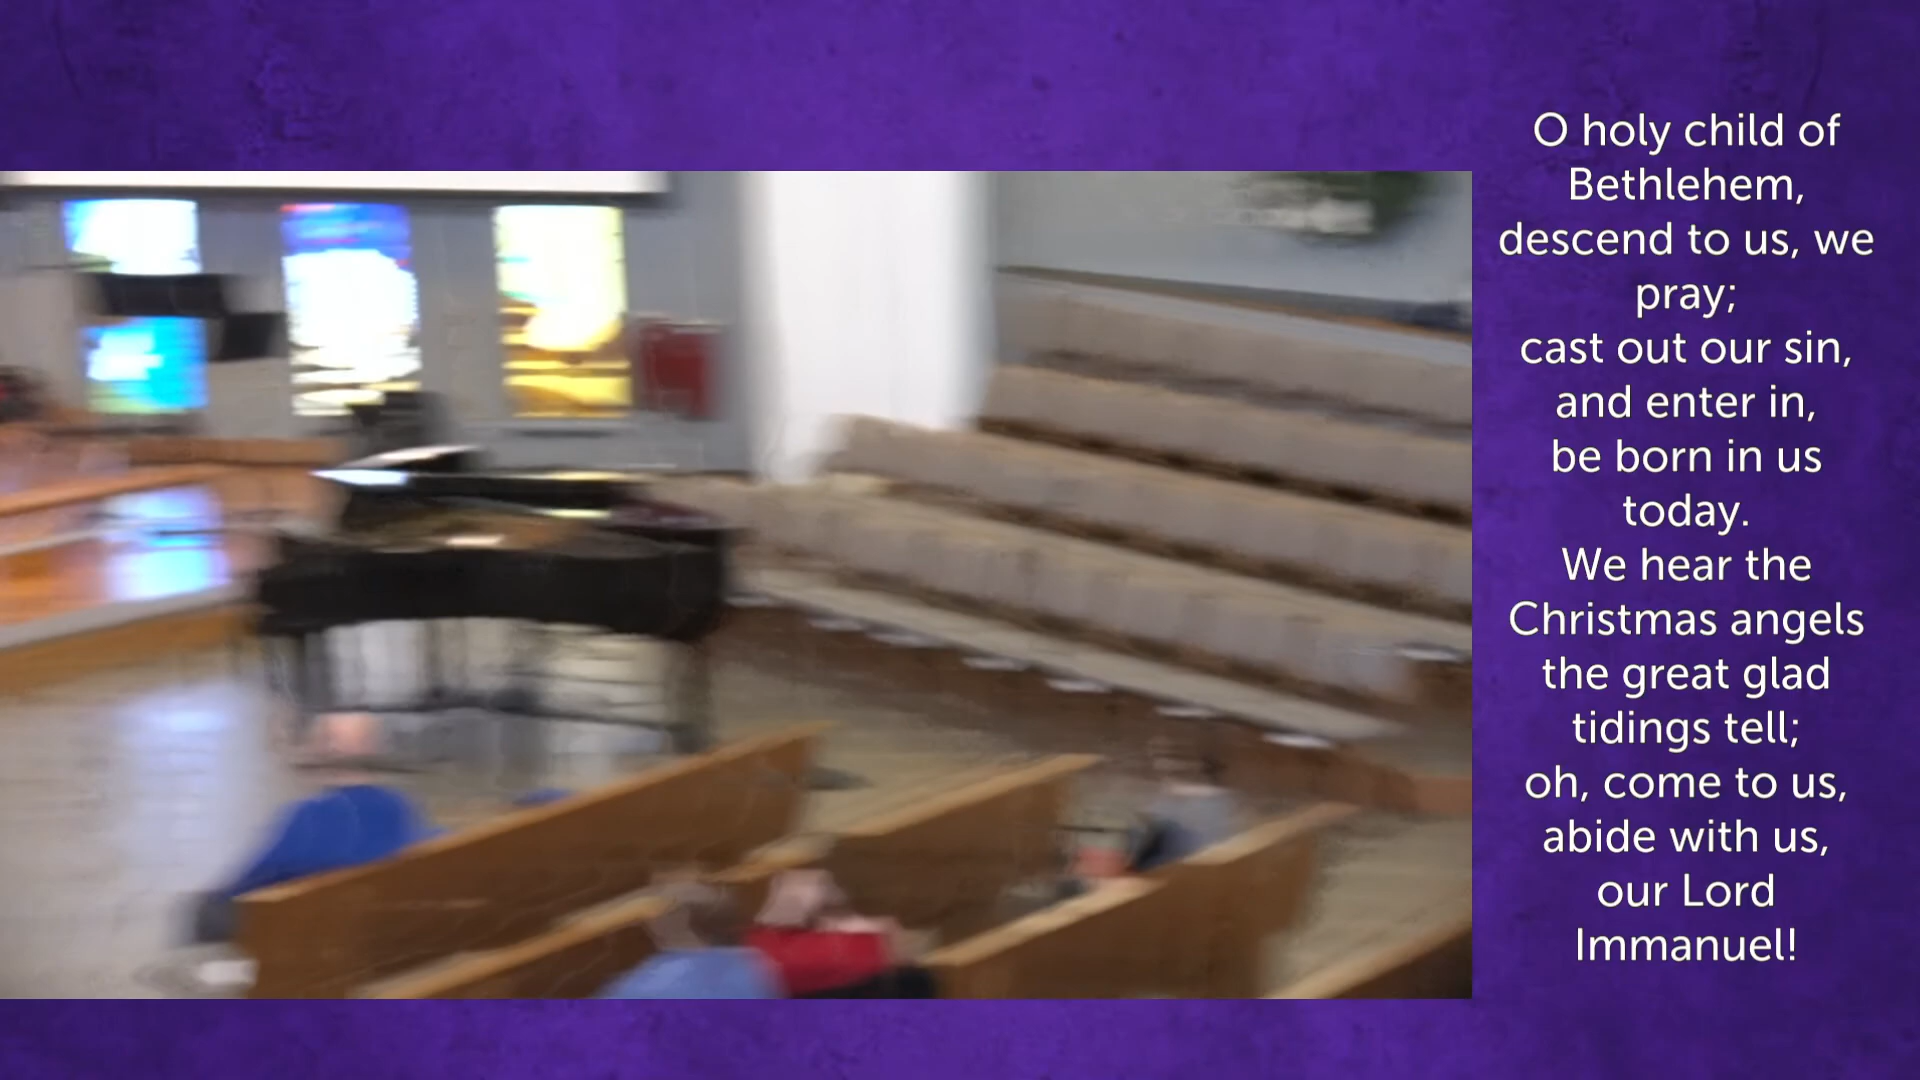 O holy child of
Bethlehem,
descend to us, we
pray;
cast out our sin,
and enter in,
be born in us
today.
We hear the
Christmas angels
the great glad
tidings tell;
oh, come to us,
abide with us,
our Lord
Immanuel!